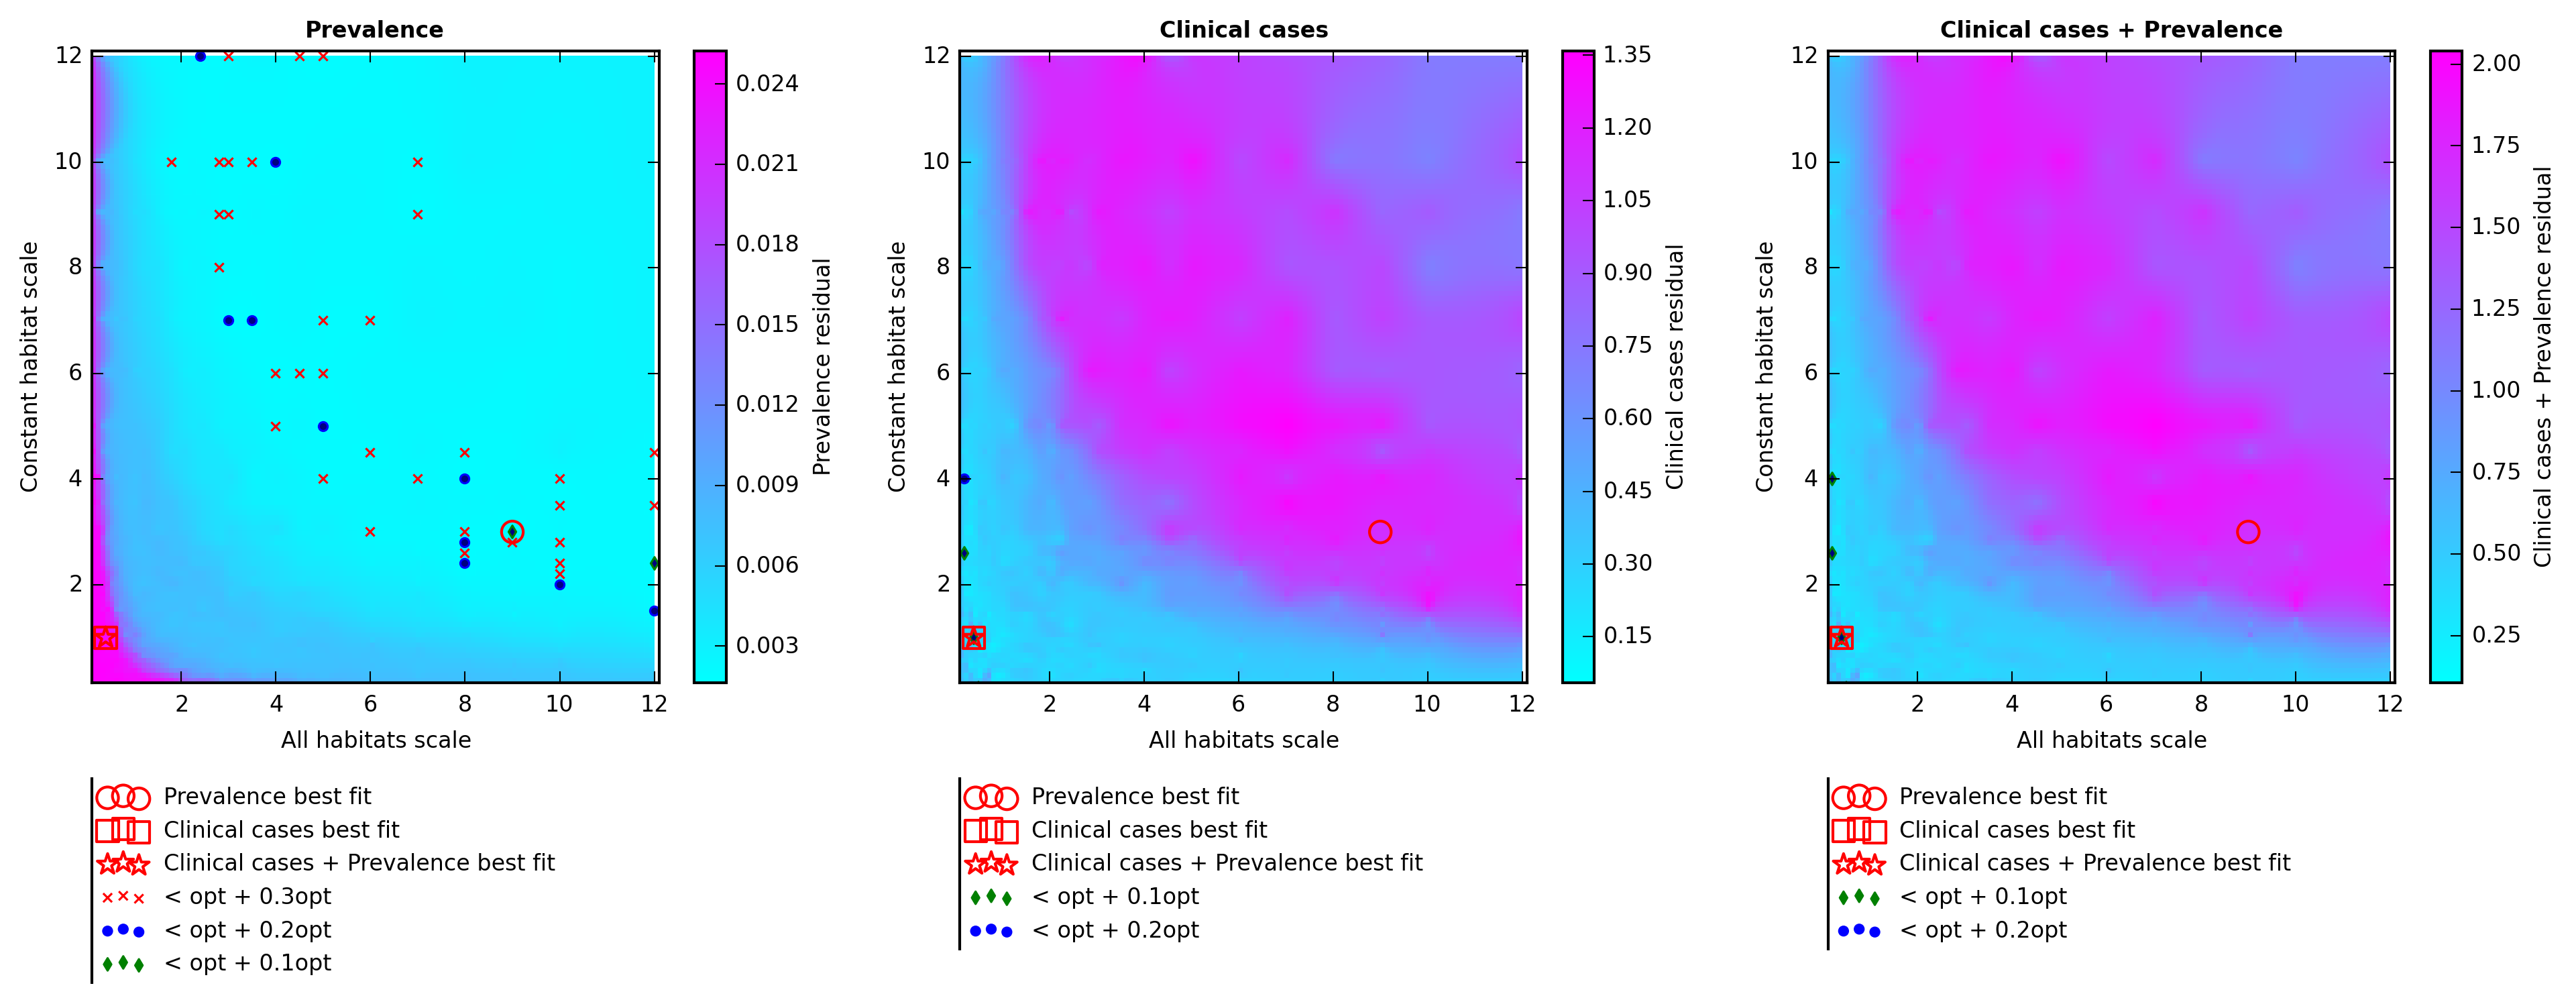 Prevalence
12
10
8
6
4
2
Constant habitat scale
2 4 6 8 10 12
All habitats scale
0.024
0.021
0.018
0.015
0.012
0.009
0.006
0.003
Prevalence residual
Prevalence best fit
Clinical cases best fit
Clinical cases + Prevalence best fit
< opt + 0.3opt
< opt + 0.2opt
< opt + 0.1opt
Clinical cases
12
10
8
6
4
2
Constant habitat scale
2 4 6 8 10 12
All habitats scale
1.35
1.20
1.05
0.90
0.75
0.60
0.45
0.30
0.15
Clinical cases residual
Prevalence best fit
Clinical cases best fit
Clinical cases + Prevalence best fit
< opt + 0.1opt
< opt + 0.2opt
Clinical cases + Prevalence
12
10
8
6
4
2
Constant habitat scale
2 4 6 8 10 12
All habitats scale
2.00
1.75
1.50
1.25
1.00
0.75
0.50
0.25
Clinical cases + Prevalence residual
Prevalence best fit
Clinical cases best fit
Clinical cases + Prevalence best fit
< opt + 0.1opt
< opt + 0.2opt